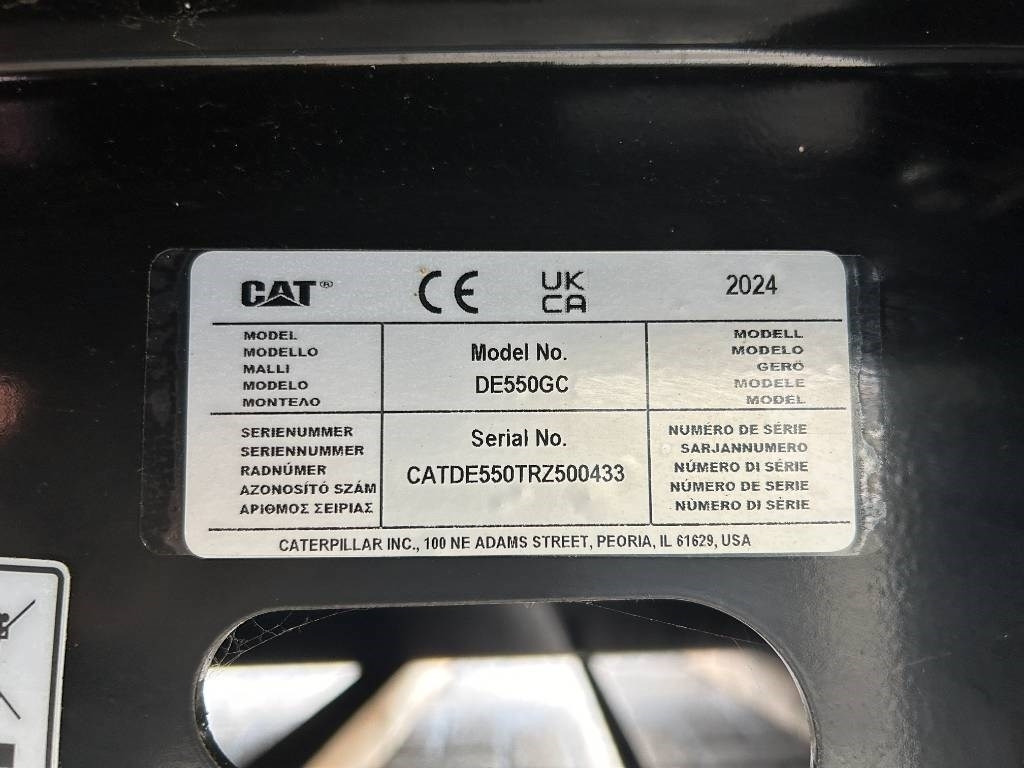 CAT® CE UK CA 2024
MODEL
MODELLO
MALLI
MODELO
ΜΟΝΤΕΛΟ
Model No.
DE550GC
MODELL
MODELO
GERÖ
MODELE
MODÉL
SERIENUMMER
SERIENNUMMER
RADNÚMER
AZONOSÍTÓ SZÁM
ΑΡΙΘΜΟΣ ΣΕΙΡΙΑΣ
Serial No.
CATDE550TRZ500433
NUMÉRO DE SÉRIE
SARJANNUMERO
NÚMERO DI SÉRIE
NÚMERO DE SÉRIE
NÚMERO DI SÉRIE
CATERPILLAR INC., 100 NE ADAMS STREET, PEORIA, IL 61629, USA